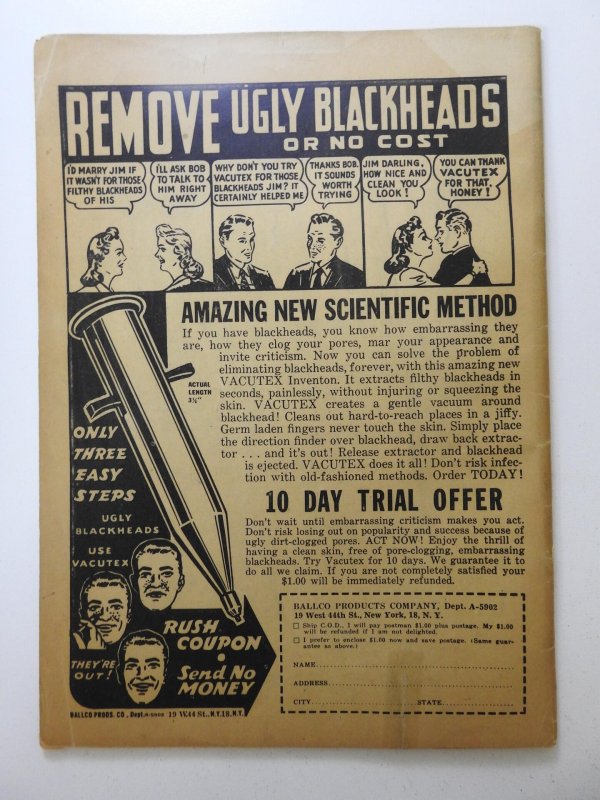 REMOVE UGLY BLACKHEADS
OR NO COST
I'D MARRY JIM IF
IT WASN'T FOR THOSE
FILTHY BLACKHEADS
OF HIS
I'LL ASK BOB
TO TALK TO
HIM RIGHT
AWAY
WHY DON'T YOU TRY
VACUTEX FOR THOSE
BLACKHEADS JIM? IT
CERTAINLY HELPED ME
THANKS BOB.
IT SOUNDS
WORTH
TRYING
JIM DARLING,
HOW NICE AND
CLEAN YOU
LOOK!
YOU CAN THANK
VACUTEX
FOR THAT,
HONEY!
AMAZING NEW SCIENTIFIC METHOD
If you have blackheads, you know how embarrassing they
are, how they clog your pores, mar your appearance and
invite criticism. Now you can solve the problem of
eliminating blackheads, forever, with this amazing new
VACUTEX Inventon. It extracts filthy blackheads in
seconds, painlessly, without injuring or squeezing the
skin. VACUTEX creates a gentle vacuum around
blackhead! Cleans out hard-to-reach places in a jiffy.
Germ laden fingers never touch the skin. Simply place
the direction finder over blackhead, draw back extrac-
tor . . . and it's out! Release extractor and blackhead
is ejected. VACUTEX does it all! Don't risk infec-
tion with old-fashioned methods. Order TODAY!
ACTUAL
LENGTH
3½"
ONLY
THREE
EASY
STEPS
UGLY
BLACKHEADS
USE
VACUTEX
THEY'RE
OUT!
RUSH
COUPON
•
Send No
MONEY
BALLCO PRODS. CO., Dept. A-5902 19 W. 44 ST., N.Y. 18, N.Y.
10 DAY TRIAL OFFER
Don't wait until embarrassing criticism makes you act.
Don't risk losing out on popularity and success because of
ugly dirt-clogged pores. ACT NOW! Enjoy the thrill of
having a clean skin, free of pore-clogging, embarrassing
blackheads. Try Vacutex for 10 days. We guarantee it to
do all we claim. If you are not completely satisfied your
$1.00 will be immediately refunded.
BALLCO PRODUCTS COMPANY, Dept. A-5902
19 West 44th St., New York, 18, N. Y.
☐ Ship C.O.D., I will pay postman $1.00 plus postage. My $1.00
will be refunded if I am not delighted.
☐ I prefer to enclose $1.00 now and save postage. (Same guar-
antee as above.)
NAME
ADDRESS
CITY STATE